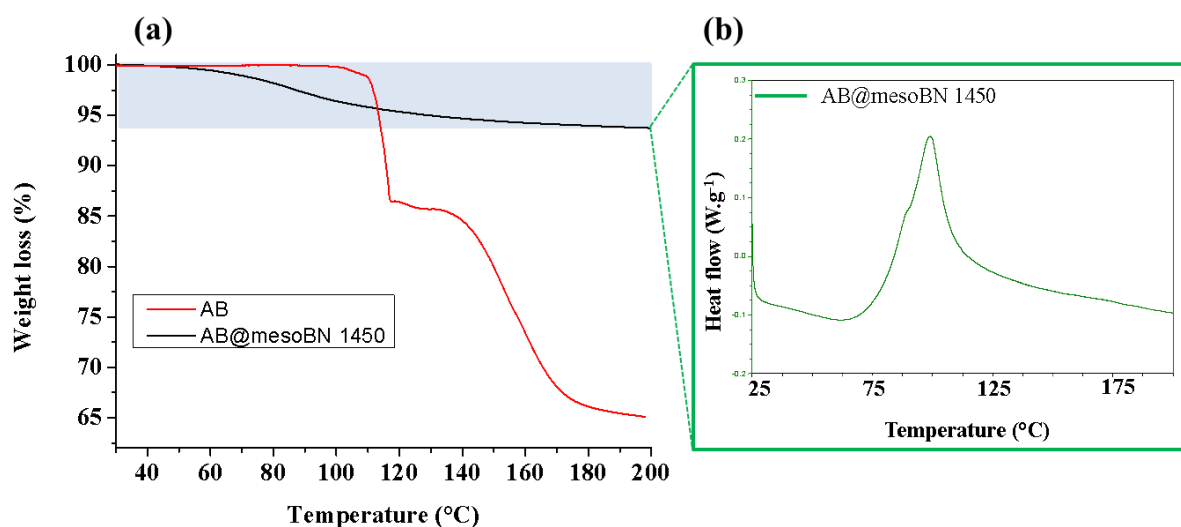 (a)
(b)
100
95
90
85
80
75
70
65
Weight loss (%)
AB
AB@mesoBN 1450
40 60 80 100 120 140 160 180 200
Temperature (°C)
AB@mesoBN 1450
0.3
0.2
0.1
0.0
-0.1
-0.2
Heat flow (W.g⁻¹)
25 75 125 175
Temperature (°C)